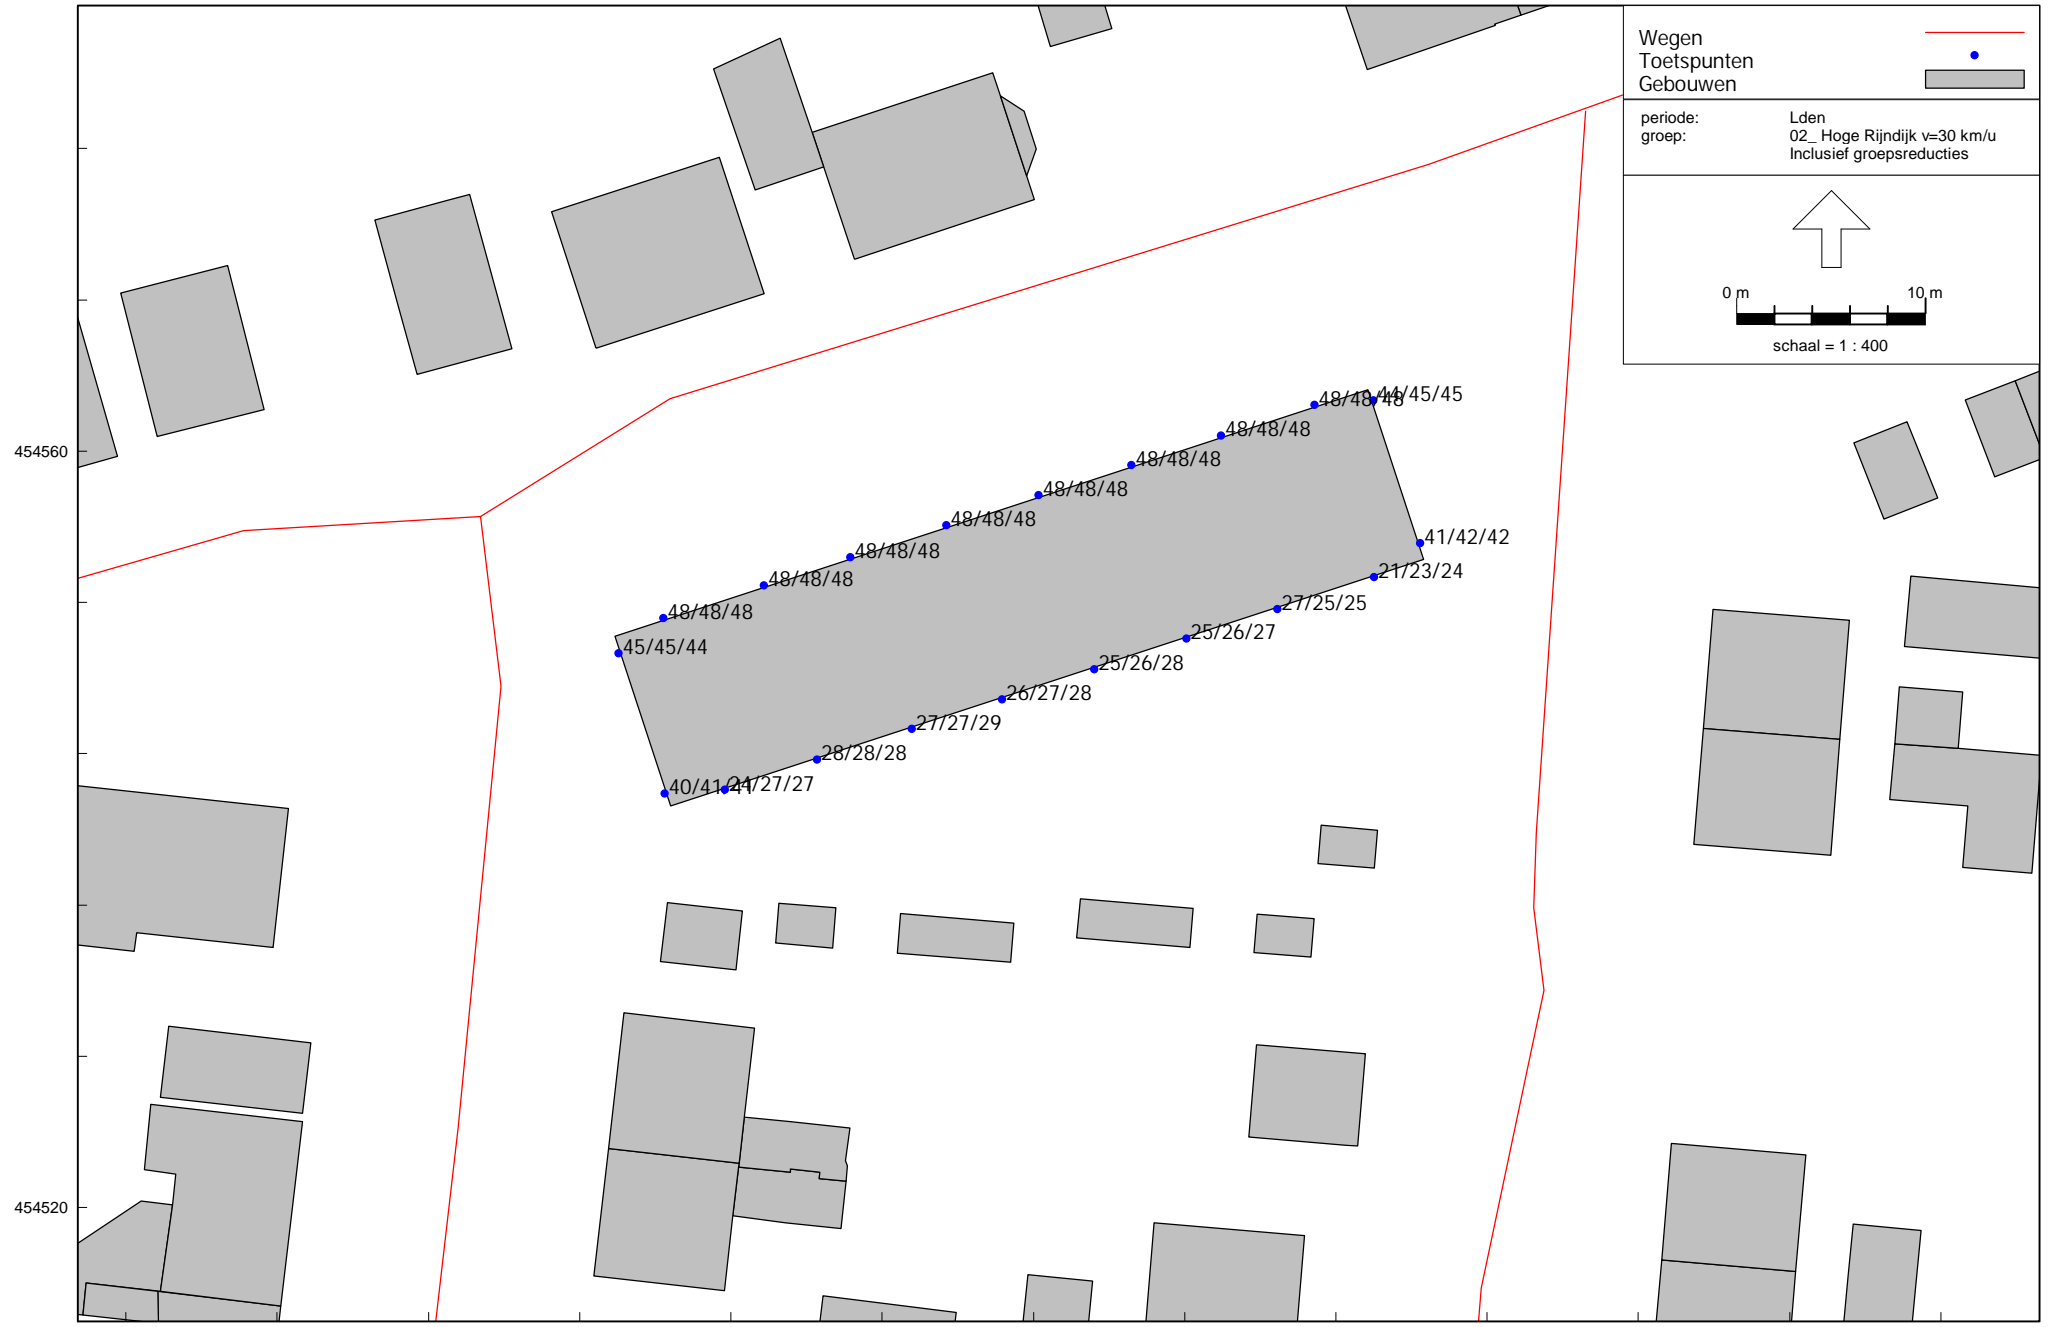 Wegen
Toetspunten
Gebouwen
periode: Lden
groep: 02_ Hoge Rijndijk v=30 km/u
Inclusief groepsreducties
0 m 10 m
schaal = 1 : 400
48/48/48 44/45/45
48/48/48
454560
48/48/48
48/48/48
48/48/48
41/42/42
48/48/48
21/23/24
48/48/48
27/25/25
48/48/48
25/26/27
45/45/44
25/26/28
26/27/28
27/27/29
28/28/28
40/41/41 24/27/27
454520